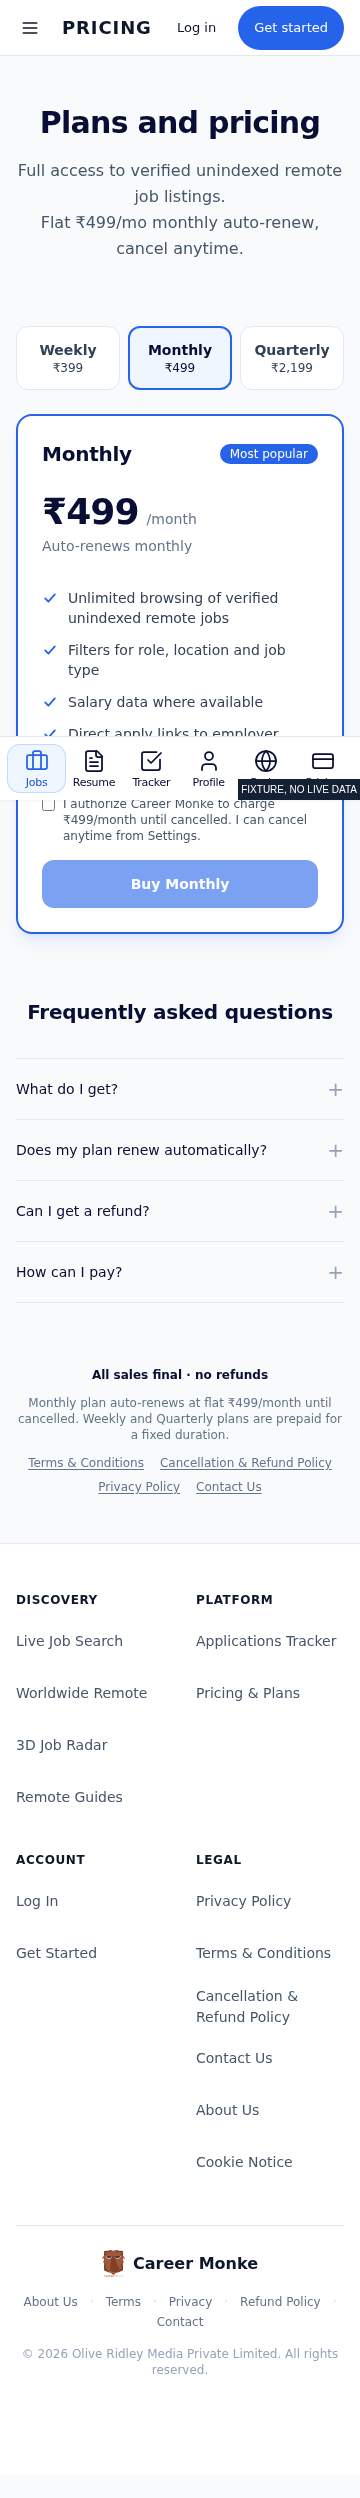 PRICING
Log in
Get started
Plans and pricing
Full access to verified unindexed remote
job listings.
Flat ₹499/mo monthly auto-renew,
cancel anytime.
Weekly
₹399
Monthly
₹499
Quarterly
₹2,199
Monthly
Most popular
₹499 /month
Auto-renews monthly
Unlimited browsing of verified
unindexed remote jobs
Filters for role, location and job
type
Salary data where available
Direct apply links to employer
Jobs
Resume
Tracker
Profile
FIXTURE, NO LIVE DATA
I authorize Career Monke to charge
₹499/month until cancelled. I can cancel
anytime from Settings.
Buy Monthly
Frequently asked questions
What do I get?
Does my plan renew automatically?
Can I get a refund?
How can I pay?
All sales final · no refunds
Monthly plan auto-renews at flat ₹499/month until
cancelled. Weekly and Quarterly plans are prepaid for
a fixed duration.
Terms & Conditions Cancellation & Refund Policy
Privacy Policy Contact Us
DISCOVERY
Live Job Search
Worldwide Remote
3D Job Radar
Remote Guides
PLATFORM
Applications Tracker
Pricing & Plans
ACCOUNT
Log In
Get Started
LEGAL
Privacy Policy
Terms & Conditions
Cancellation &
Refund Policy
Contact Us
About Us
Cookie Notice
Career Monke
About Us · Terms · Privacy · Refund Policy ·
Contact
© 2026 Olive Ridley Media Private Limited. All rights
reserved.